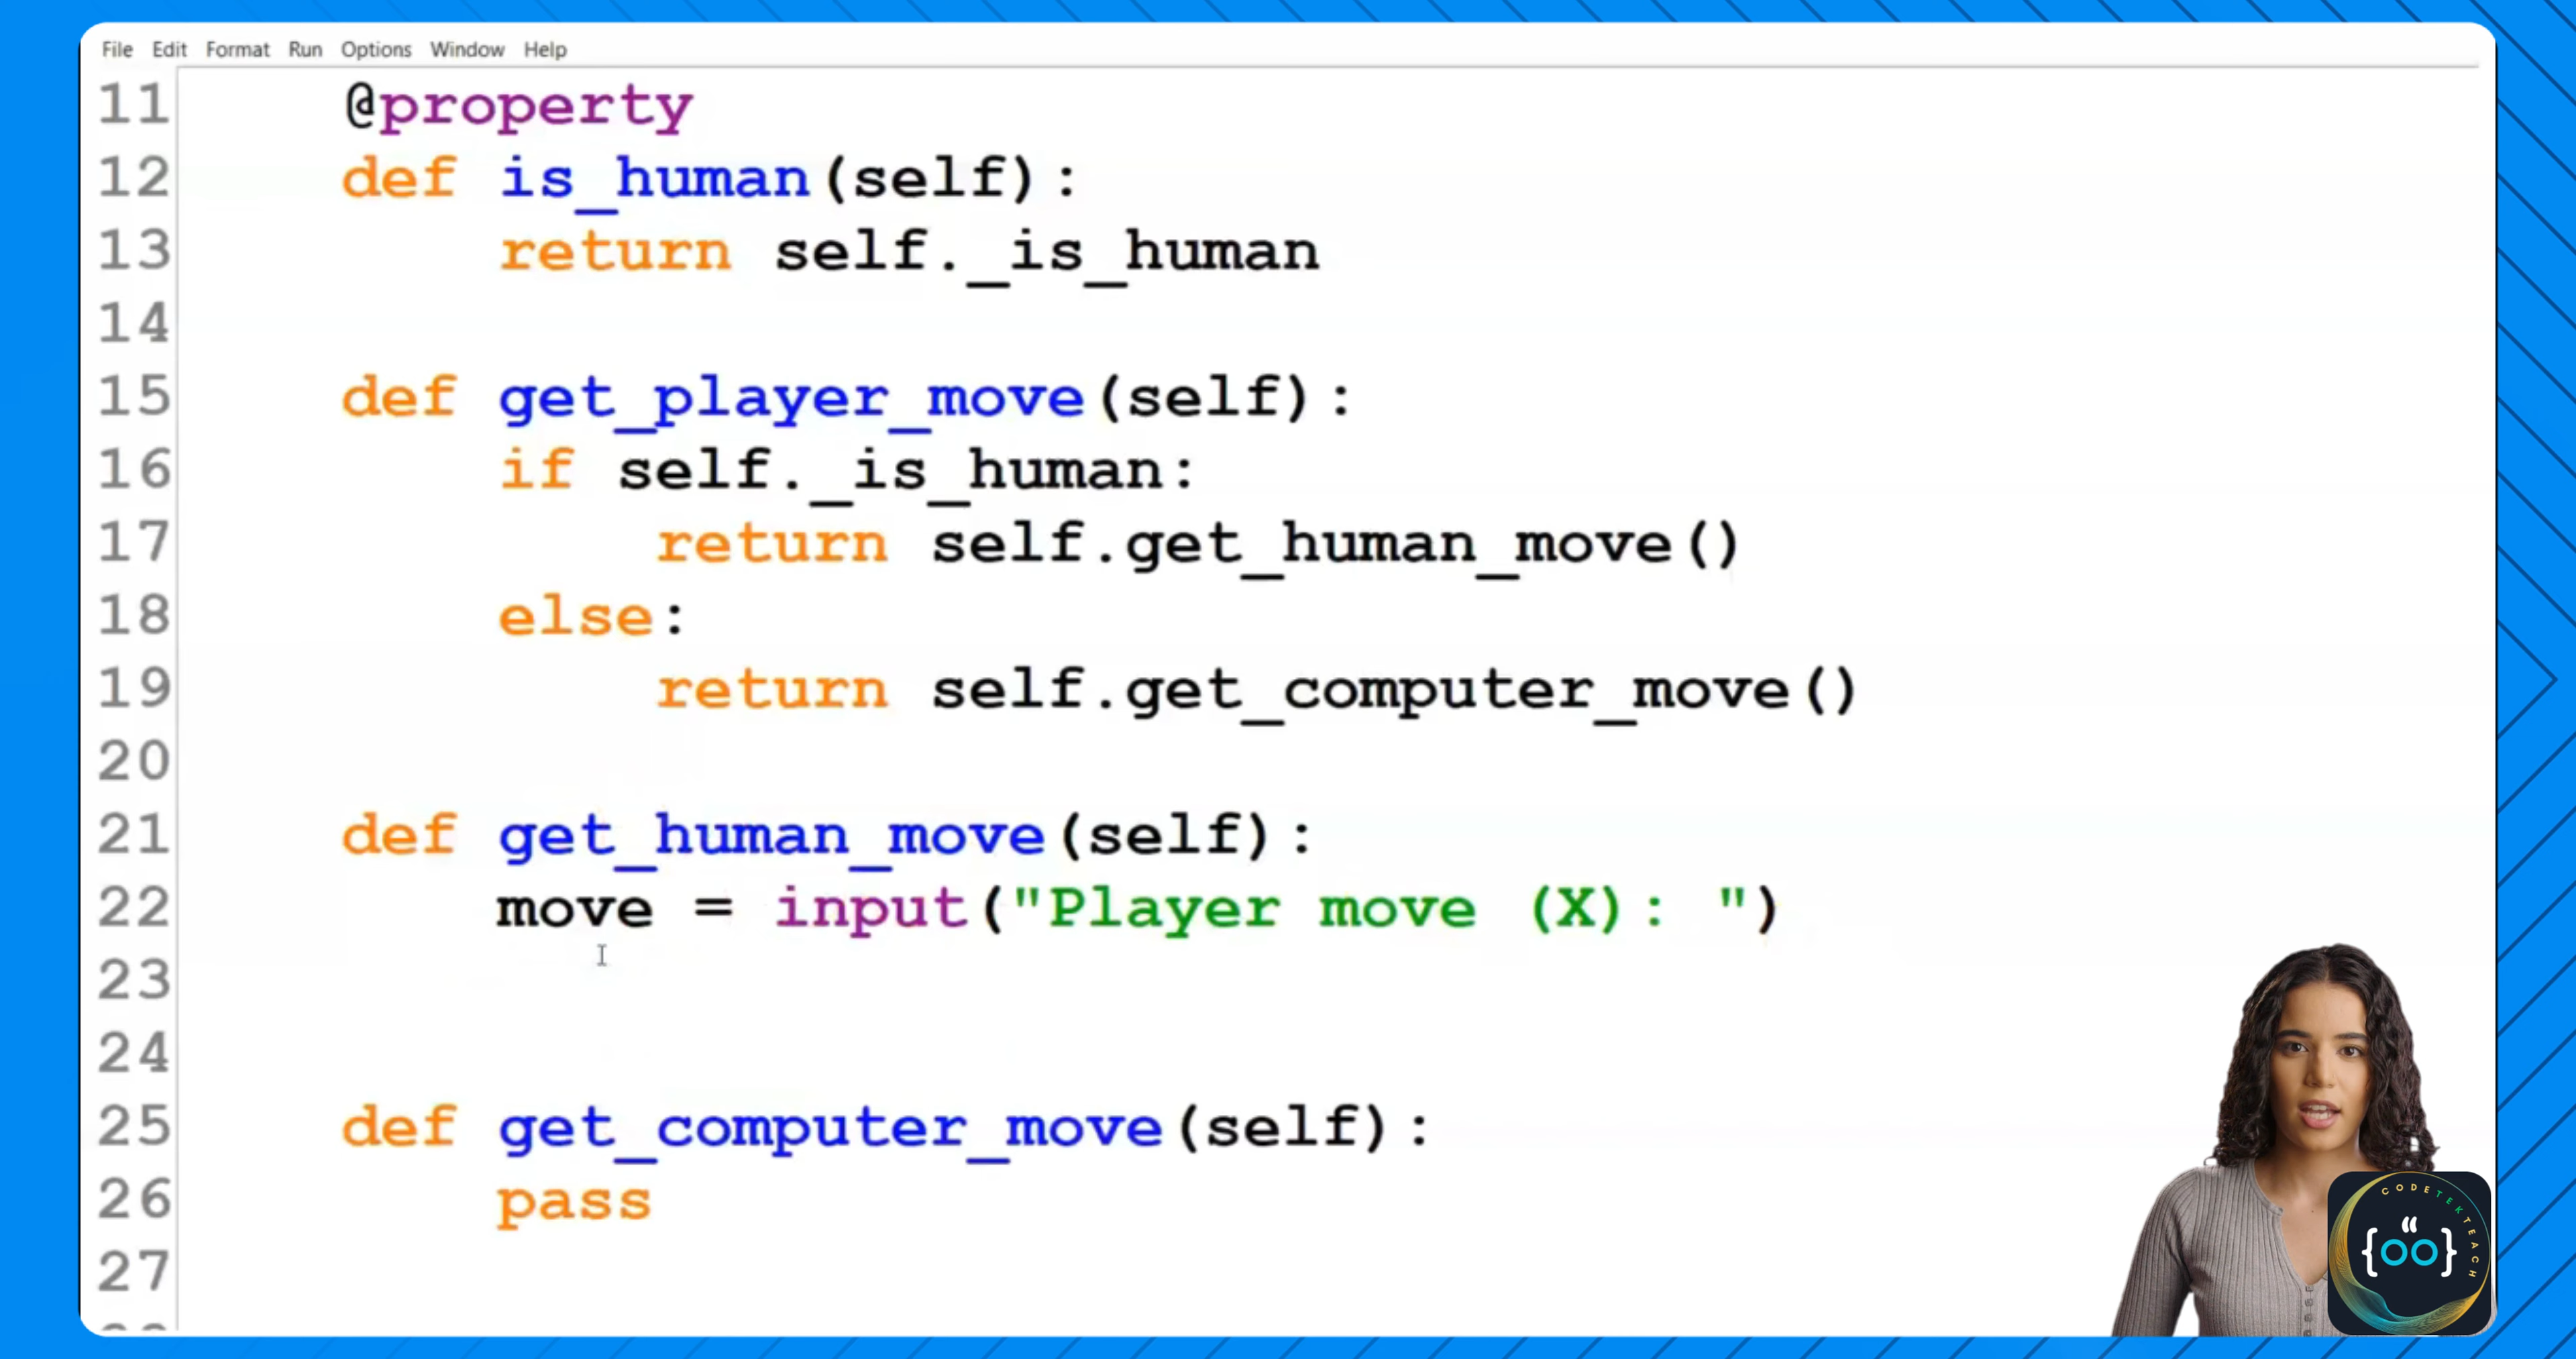 File Edit Format Run Options Window Help
11 @property
12 def is_human(self):
13 return self._is_human
14
15 def get_player_move(self):
16 if self._is_human:
17 return self.get_human_move()
18 else:
19 return self.get_computer_move()
20
21 def get_human_move(self):
22 move = input("Player move (X): ")
23
24
25 def get_computer_move(self):
26 pass
27
CODETEKTEACH
{oo}